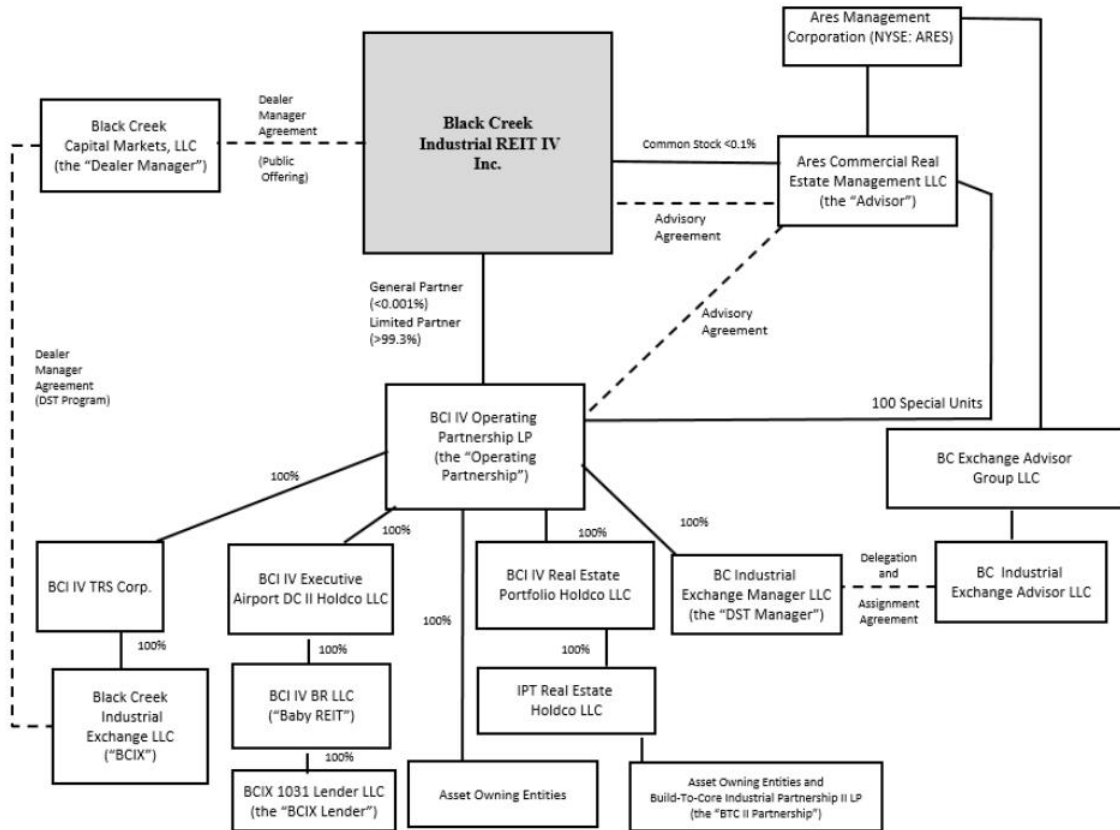 Ares Management
Corporation (NYSE: ARES)
Black Creek
Industrial REIT IV
Inc.
Dealer
Manager
Agreement
(Public
Offering)
Black Creek
Capital Markets, LLC
(the “Dealer Manager”)
Common Stock <0.1%
Ares Commercial Real
Estate Management LLC
(the “Advisor”)
Advisory
Agreement
General Partner
(<0.001%)
Limited Partner
(>99.3%)
Advisory
Agreement
Dealer
Manager
Agreement
(DST Program)
100 Special Units
BCI IV Operating
Partnership LP
(the “Operating
Partnership”)
BC Exchange Advisor
Group LLC
100%
100%
100%
100%
100%
BCI IV TRS Corp.
BCI IV Executive
Airport DC II Holdco LLC
BCI IV Real Estate
Portfolio Holdco LLC
BC Industrial
Exchange Manager LLC
(the “DST Manager”)
Delegation
and
Assignment
Agreement
BC Industrial
Exchange Advisor LLC
100%
100%
100%
Black Creek
Industrial
Exchange LLC
(“BCIX”)
BCI IV BR LLC
(“Baby REIT”)
IPT Real Estate
Holdco LLC
100%
BCIX 1031 Lender LLC
(the “BCIX Lender”)
Asset Owning Entities
Asset Owning Entities and
Build-To-Core Industrial Partnership II LP
(the “BTC II Partnership”)